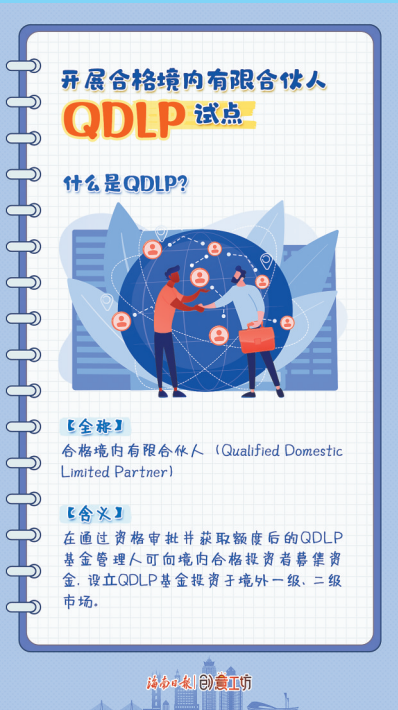 开展合格境内有限合伙人
QDLP试点
什么是QDLP?
【全称】
合格境内有限合伙人（Qualified Domestic
Limited Partner）
【含义】
在通过资格审批并获取额度后的QDLP
基金管理人可向境内合格投资者募集资
金，设立QDLP基金投资于境外一级、二级
市场。
海南日报|创意工坊